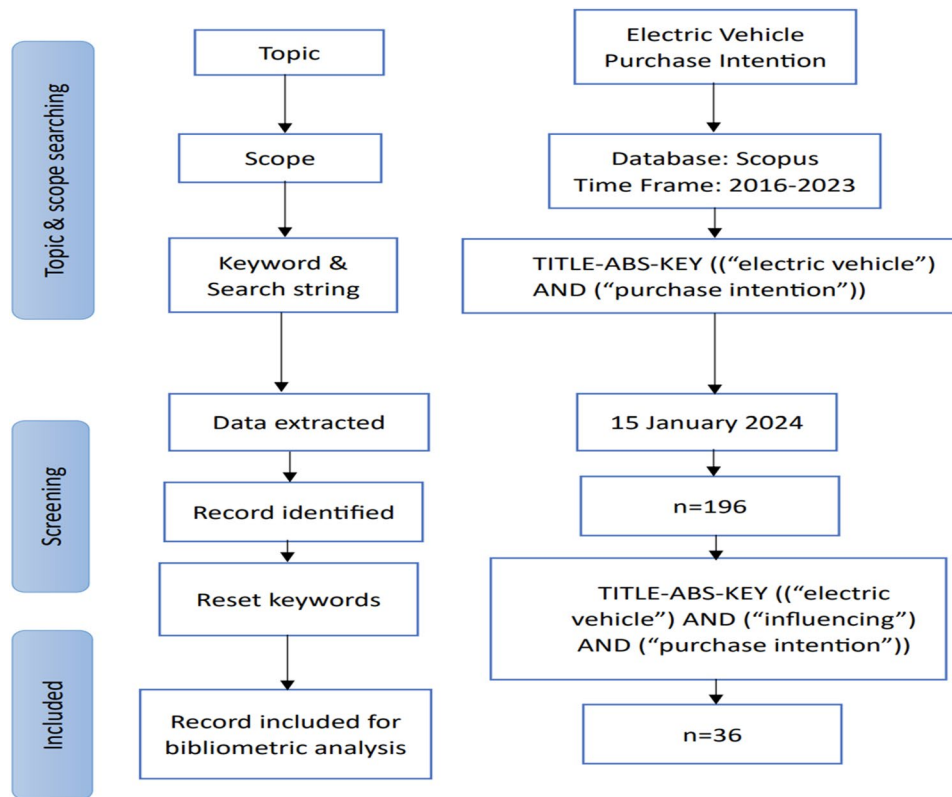 Topic & scope searching
Topic
Electric Vehicle
Purchase Intention
Scope
Database: Scopus
Time Frame: 2016-2023
Keyword &
Search string
TITLE-ABS-KEY ((“electric vehicle”)
AND (“purchase intention”))
Screening
Data extracted
15 January 2024
Record identified
n=196
Reset keywords
TITLE-ABS-KEY ((“electric
vehicle”) AND (“influencing”)
AND (“purchase intention”))
Included
Record included for
bibliometric analysis
n=36